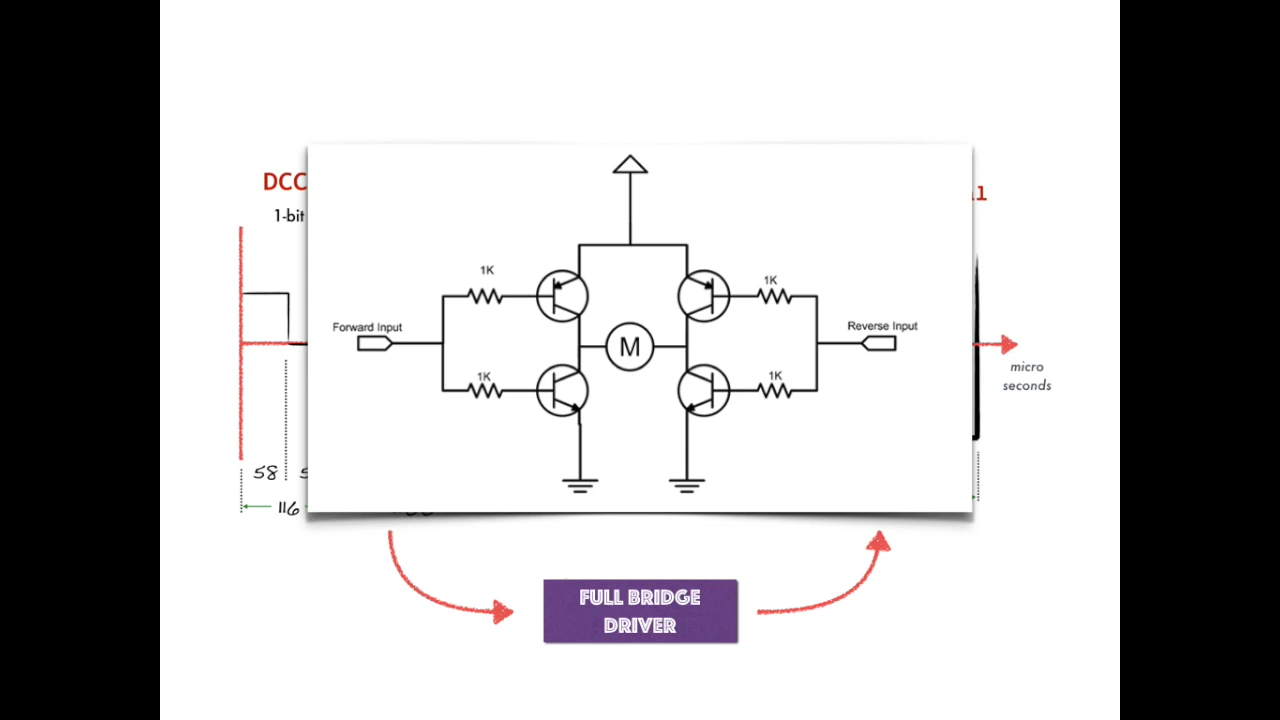 DCC
1-bit
1K
1K
Forward Input
Reverse Input
M
1K
1K
micro
seconds
58
116
FULL BRIDGE
DRIVER